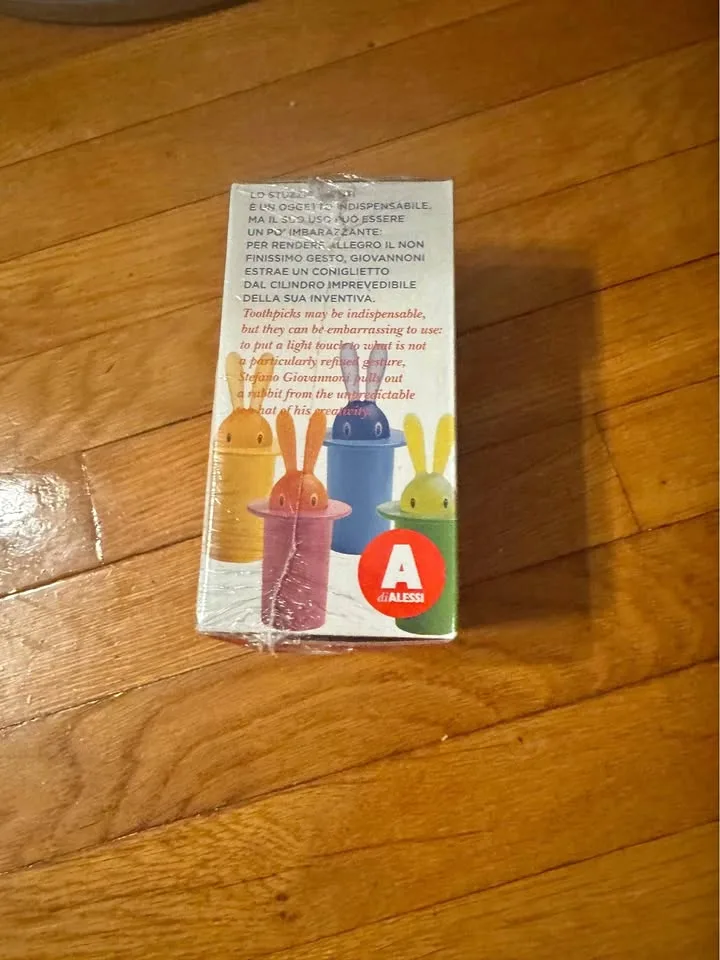 LO STUZZICADENTI
È UN OGGETTO INDISPENSABILE,
MA IL SUO USO PUÒ ESSERE
UN PO' IMBARAZZANTE:
PER RENDERE ALLEGRO IL NON
FINISSIMO GESTO, GIOVANNONI
ESTRAE UN CONIGLIETTO
DAL CILINDRO IMPREVEDIBILE
DELLA SUA INVENTIVA.
Toothpicks may be indispensable,
but they can be embarrassing to use:
to put a light touch to what is not
a particularly refined gesture,
Stefano Giovannoni pulls out
a rabbit from the unpredictable
hat of his creativity.
A
di ALESSI